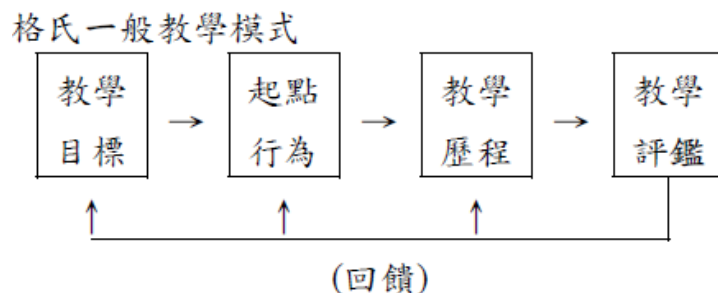 格氏一般教學模式
教學 → 起點 → 教學 → 教學
目標 行為 歷程 評鑑
(回饋)